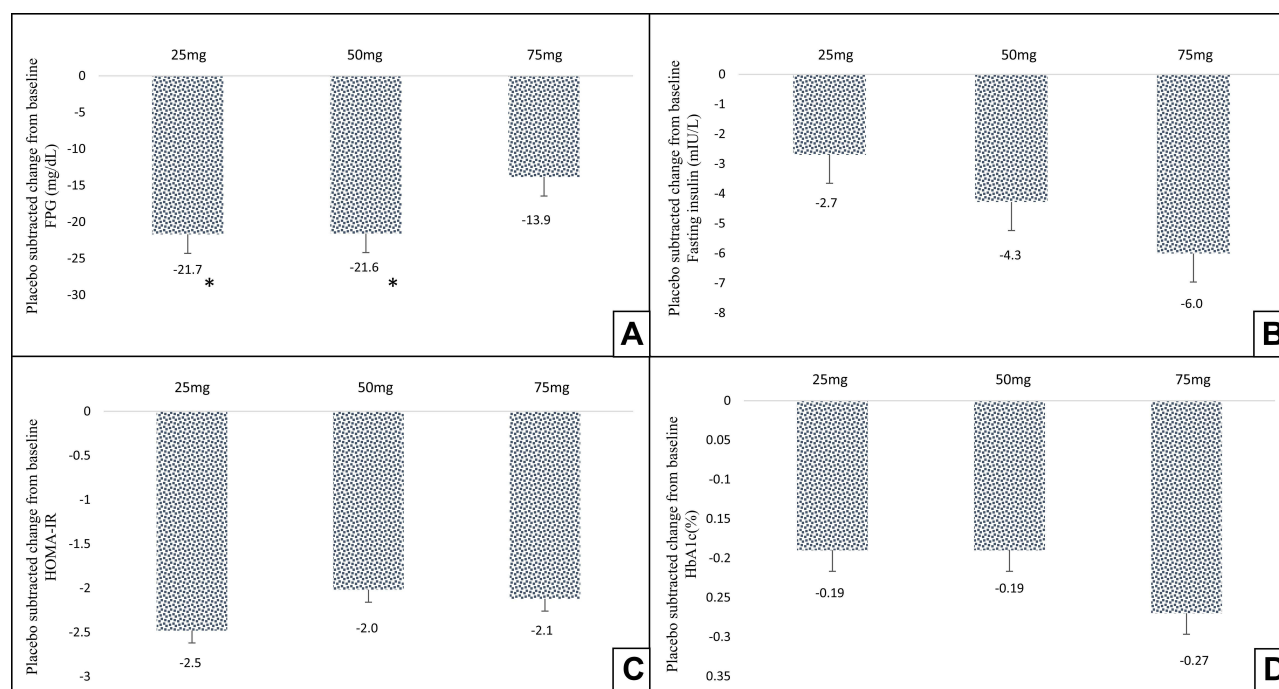 25mg 50mg 75mg
Placebo subtracted change from baseline
FPG (mg/dL)
0
-5
-10
-15
-20
-25
-30
-21.7
*
-21.6
*
-13.9
A
25mg 50mg 75mg
Placebo subtracted change from baseline
Fasting insulin (mIU/L)
0
-1
-2
-3
-4
-5
-6
-7
-8
-2.7
-4.3
-6.0
B
25mg 50mg 75mg
Placebo subtracted change from baseline
HOMA-IR
0
-0.5
-1
-1.5
-2
-2.5
-3
-2.5
-2.0
-2.1
C
25mg 50mg 75mg
Placebo subtracted change from baseline
HbA1c(%)
0
0.05
-0.1
0.15
-0.2
0.25
-0.3
0.35
-0.19
-0.19
-0.27
D